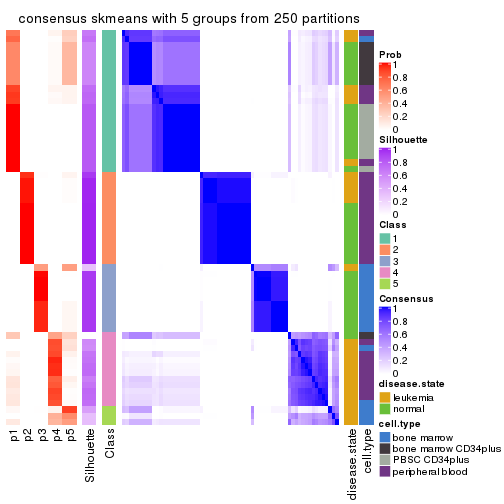 consensus skmeans with 5 groups from 250 partitions
Prob
1
0.8
0.6
0.4
0.2
0
Silhouette
1
0.8
0.6
0.4
0.2
0
Class
1
2
3
4
5
Consensus
1
0.8
0.6
0.4
0.2
0
disease.state
leukemia
normal
cell.type
bone marrow
bone marrow CD34plus
PBSC CD34plus
peripheral blood
p1
p2
p3
p4
p5
Silhouette
Class
disease.state
cell.type